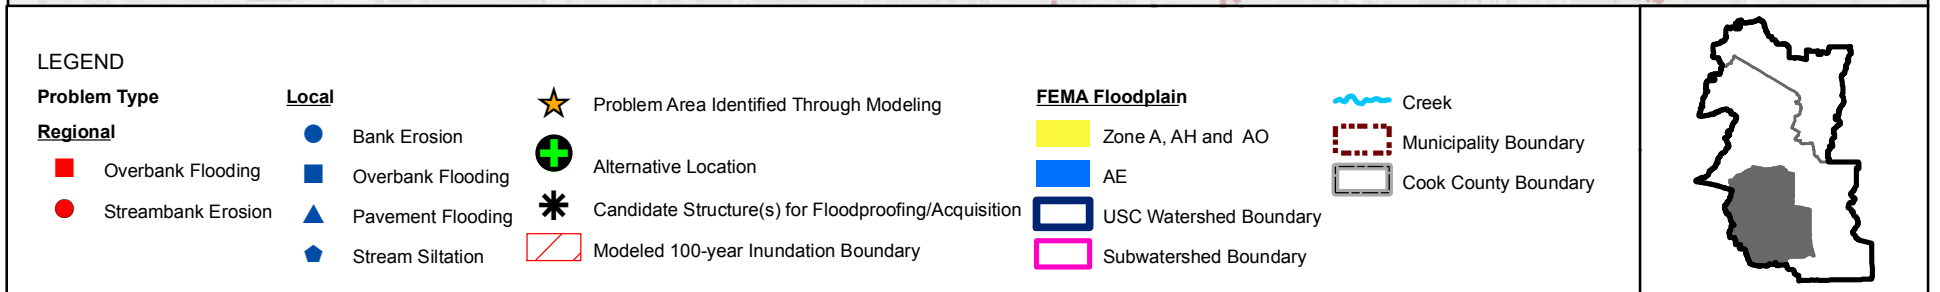 LEGEND
Problem Type
Regional
Overbank Flooding
Streambank Erosion
Local
Bank Erosion
Overbank Flooding
Pavement Flooding
Stream Siltation
Problem Area Identified Through Modeling
Alternative Location
Candidate Structure(s) for Floodproofing/Acquisition
Modeled 100-year Inundation Boundary
FEMA Floodplain
Zone A, AH and AO
AE
USC Watershed Boundary
Subwatershed Boundary
Creek
Municipality Boundary
Cook County Boundary